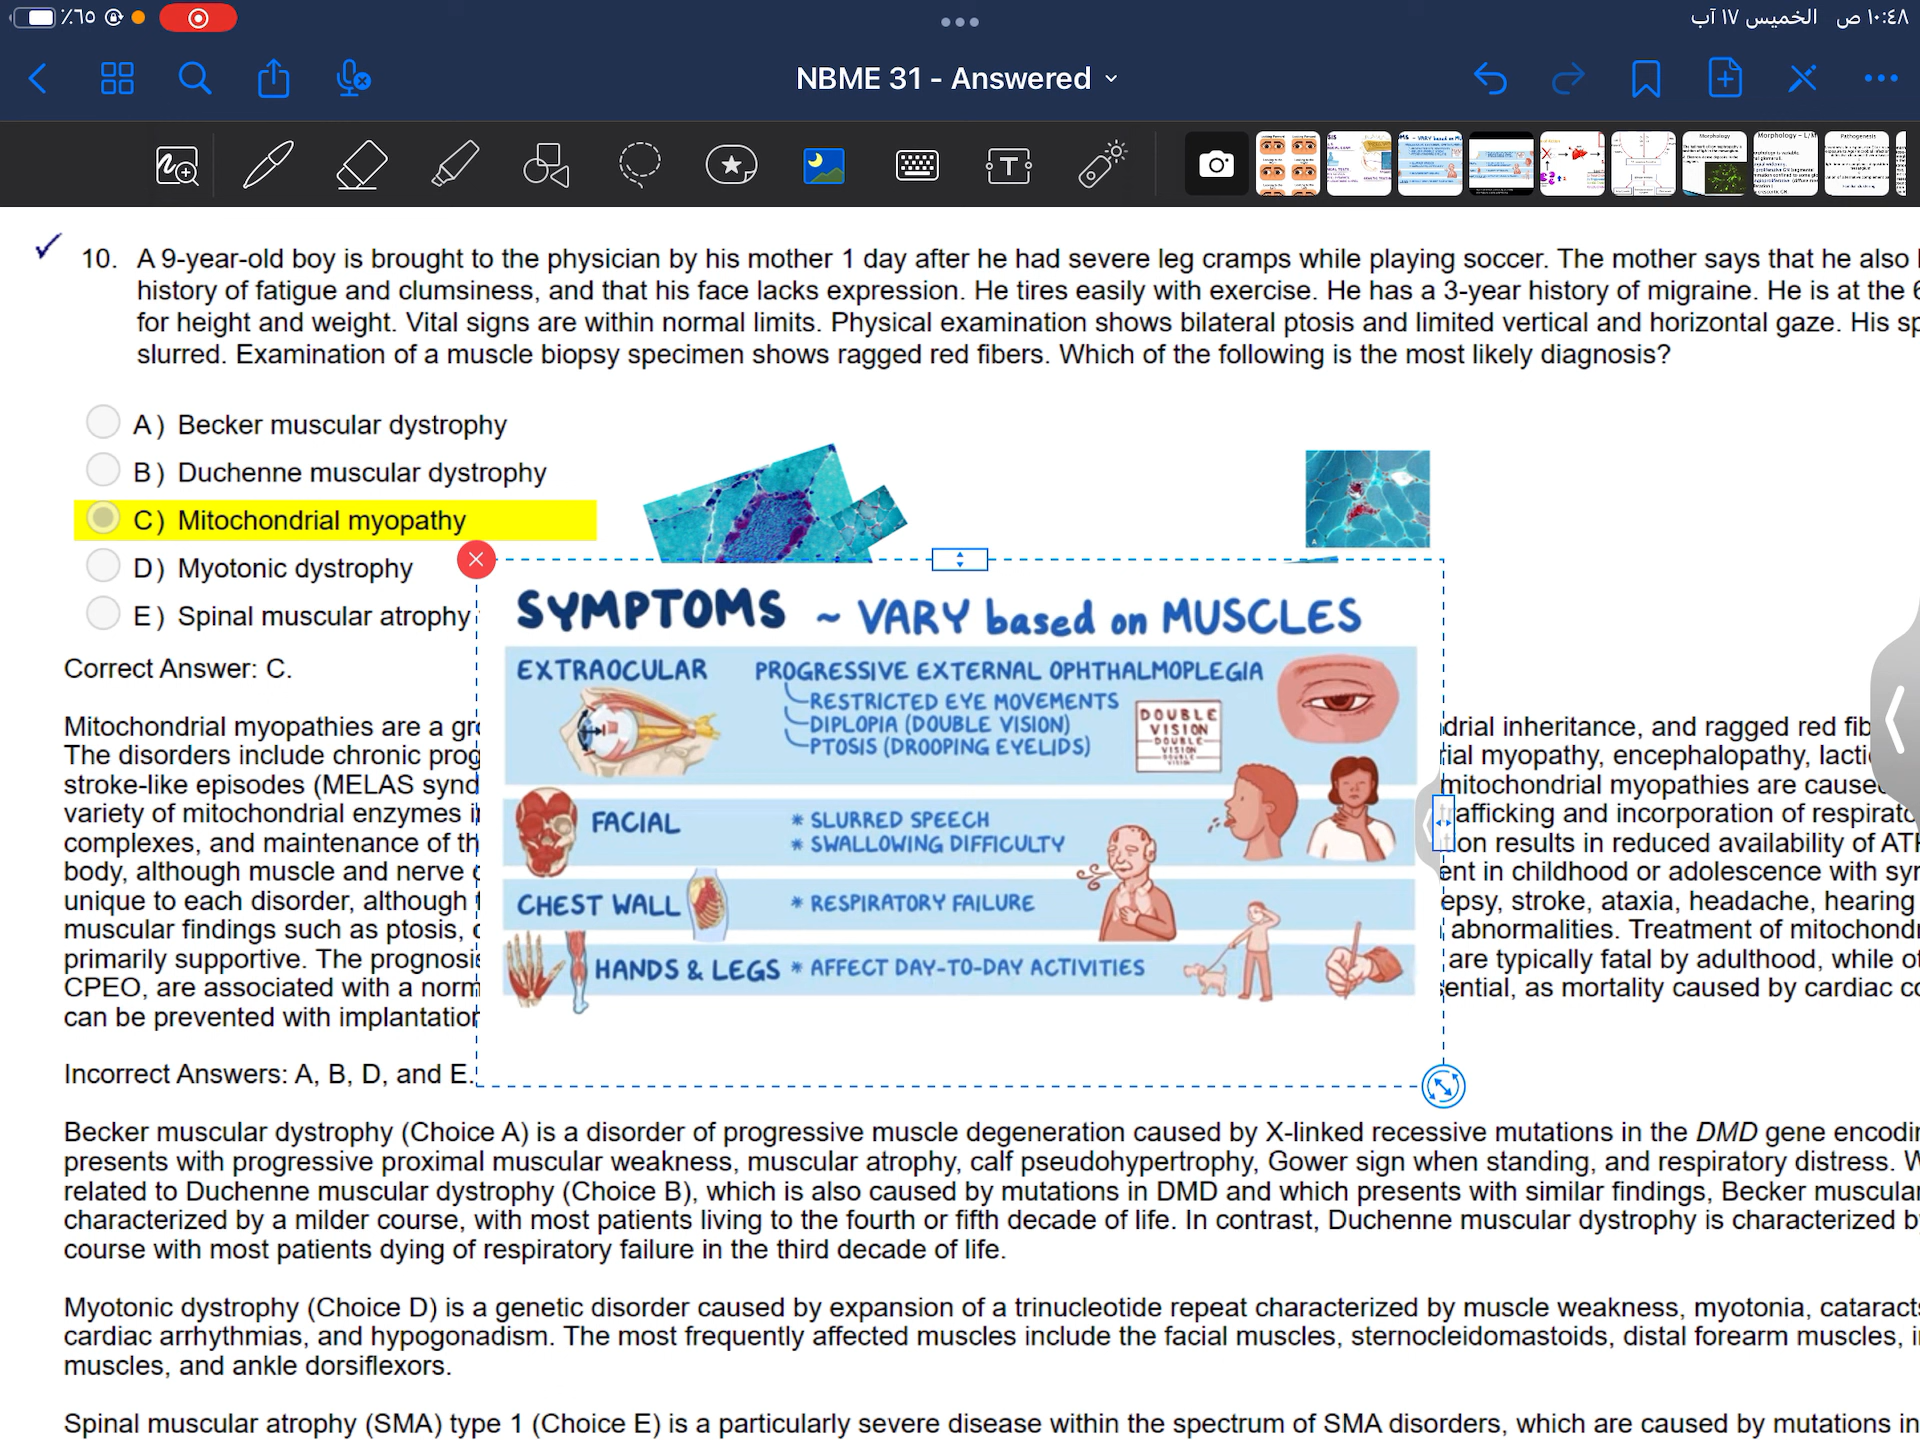 ٪٦٥
الخميس ١٧ آب ١٠:٤٨ ص
NBME 31 - Answered
10. A 9-year-old boy is brought to the physician by his mother 1 day after he had severe leg cramps while playing soccer. The mother says that he also
history of fatigue and clumsiness, and that his face lacks expression. He tires easily with exercise. He has a 3-year history of migraine. He is at the 6
for height and weight. Vital signs are within normal limits. Physical examination shows bilateral ptosis and limited vertical and horizontal gaze. His sp
slurred. Examination of a muscle biopsy specimen shows ragged red fibers. Which of the following is the most likely diagnosis?
A) Becker muscular dystrophy
B) Duchenne muscular dystrophy
C) Mitochondrial myopathy
D) Myotonic dystrophy
E) Spinal muscular atrophy
SYMPTOMS ~ VARY based on MUSCLES
EXTRAOCULAR PROGRESSIVE EXTERNAL OPHTHALMOPLEGIA
RESTRICTED EYE MOVEMENTS
DIPLOPIA (DOUBLE VISION)
PTOSIS (DROOPING EYELIDS)
DOUBLE
VISION
DOUBLE
VISION
DOUBLE
VISION
FACIAL * SLURRED SPEECH
* SWALLOWING DIFFICULTY
CHEST WALL * RESPIRATORY FAILURE
HANDS & LEGS * AFFECT DAY-TO-DAY ACTIVITIES
Correct Answer: C.
Mitochondrial myopathies are a gr drial inheritance, and ragged red fib
The disorders include chronic prog ial myopathy, encephalopathy, lacti
stroke-like episodes (MELAS synd mitochondrial myopathies are cause
variety of mitochondrial enzymes i rafficking and incorporation of respirato
complexes, and maintenance of th ion results in reduced availability of ATP
body, although muscle and nerve ent in childhood or adolescence with syn
unique to each disorder, although epsy, stroke, ataxia, headache, hearing
muscular findings such as ptosis, abnormalities. Treatment of mitochond
primarily supportive. The prognosi are typically fatal by adulthood, while of
CPEO, are associated with a norm ential, as mortality caused by cardiac co
can be prevented with implantation
Incorrect Answers: A, B, D, and E.
Becker muscular dystrophy (Choice A) is a disorder of progressive muscle degeneration caused by X-linked recessive mutations in the DMD gene encodin
presents with progressive proximal muscular weakness, muscular atrophy, calf pseudohypertrophy, Gower sign when standing, and respiratory distress. W
related to Duchenne muscular dystrophy (Choice B), which is also caused by mutations in DMD and which presents with similar findings, Becker muscular
characterized by a milder course, with most patients living to the fourth or fifth decade of life. In contrast, Duchenne muscular dystrophy is characterized by
course with most patients dying of respiratory failure in the third decade of life.
Myotonic dystrophy (Choice D) is a genetic disorder caused by expansion of a trinucleotide repeat characterized by muscle weakness, myotonia, cataracts
cardiac arrhythmias, and hypogonadism. The most frequently affected muscles include the facial muscles, sternocleidomastoids, distal forearm muscles, i
muscles, and ankle dorsiflexors.
Spinal muscular atrophy (SMA) type 1 (Choice E) is a particularly severe disease within the spectrum of SMA disorders, which are caused by mutations in